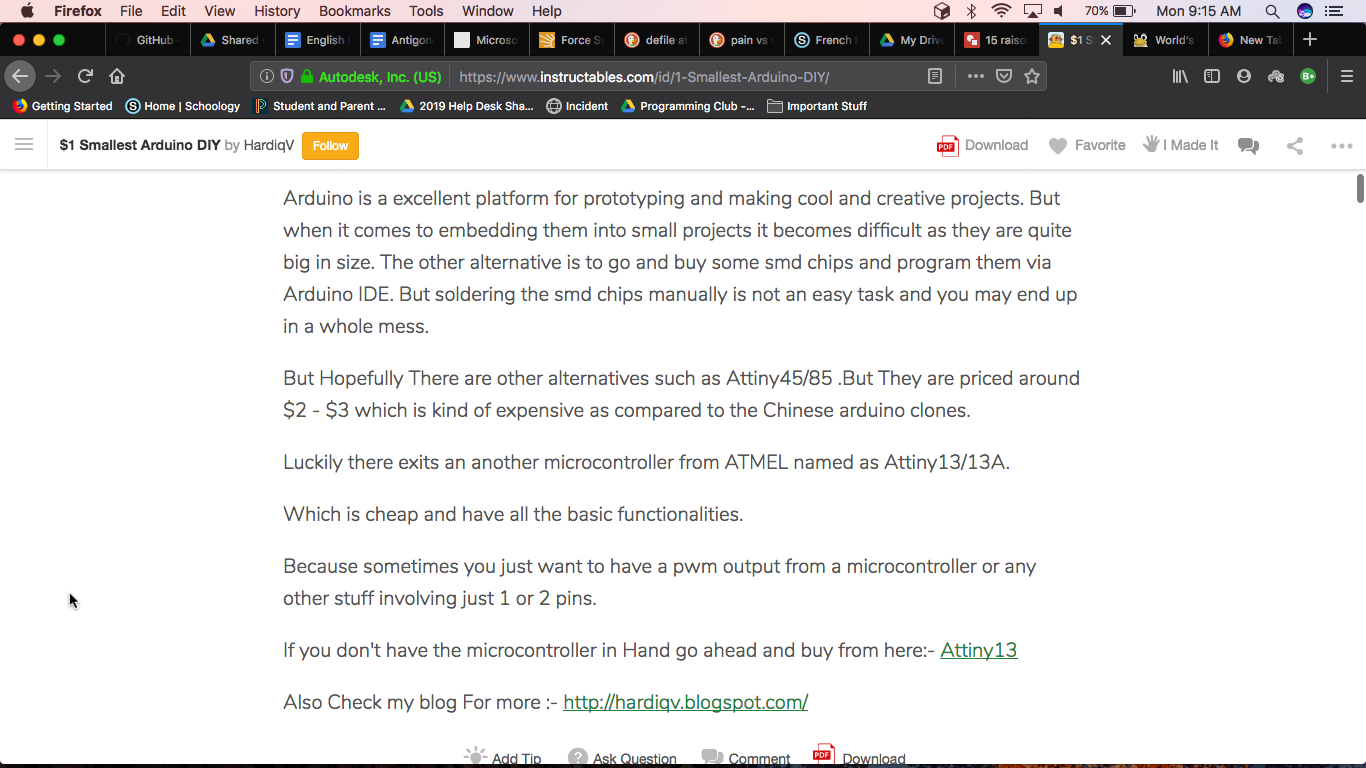 Firefox File Edit View History Bookmarks Tools Window Help 70% Mon 9:15 AM
GitHub Shared English Antigon Microso Force S defile a pain vs French I My Drive 15 raiso $1 S World's New Ta
Autodesk, Inc. (US) https://www.instructables.com/id/1-Smallest-Arduino-DIY/
Getting Started Home | Schoology Student and Parent ... 2019 Help Desk Sha... Incident Programming Club -... Important Stuff
$1 Smallest Arduino DIY by HardiqV Follow PDF Download Favorite I Made It
Arduino is a excellent platform for prototyping and making cool and creative projects. But
when it comes to embedding them into small projects it becomes difficult as they are quite
big in size. The other alternative is to go and buy some smd chips and program them via
Arduino IDE. But soldering the smd chips manually is not an easy task and you may end up
in a whole mess.
But Hopefully There are other alternatives such as Attiny45/85 .But They are priced around
$2 - $3 which is kind of expensive as compared to the Chinese arduino clones.
Luckily there exits an another microcontroller from ATMEL named as Attiny13/13A.
Which is cheap and have all the basic functionalities.
Because sometimes you just want to have a pwm output from a microcontroller or any
other stuff involving just 1 or 2 pins.
If you don't have the microcontroller in Hand go ahead and buy from here:- Attiny13
Also Check my blog For more :- http://hardiqv.blogspot.com/
Add Tip Ask Question Comment PDF Download